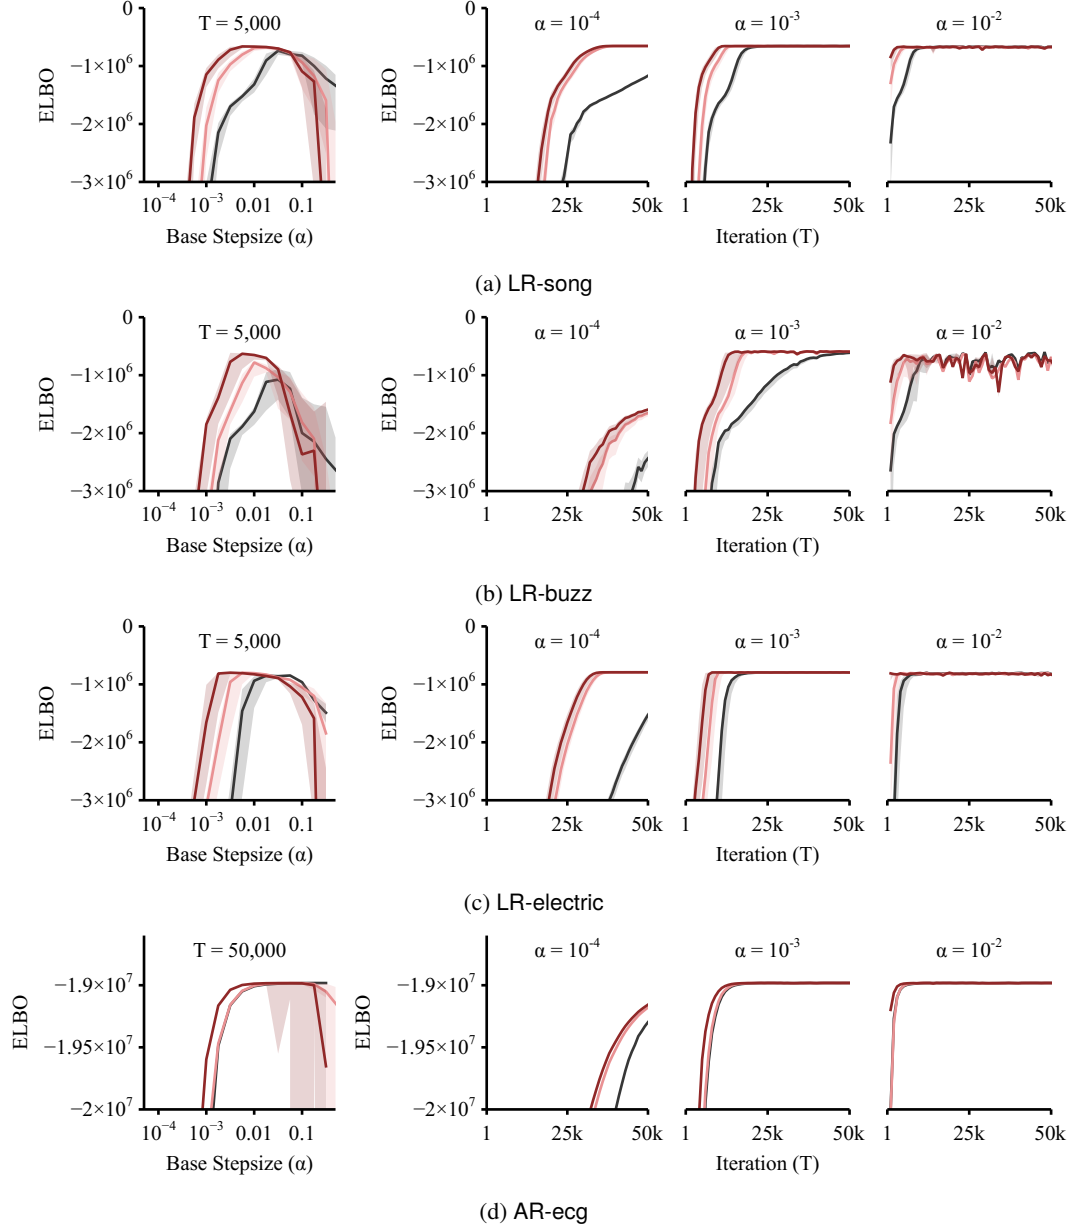 T = 5,000
α = 10⁻⁴
α = 10⁻³
α = 10⁻²
ELBO
0
−1×10⁶
−2×10⁶
−3×10⁶
10⁻⁴ 10⁻³ 0.01 0.1
Base Stepsize (α)
ELBO
0
−1×10⁶
−2×10⁶
−3×10⁶
1 25k 50k
1 25k 50k
1 25k 50k
Iteration (T)
(a) LR-song
T = 5,000
α = 10⁻⁴
α = 10⁻³
α = 10⁻²
ELBO
0
−1×10⁶
−2×10⁶
−3×10⁶
10⁻⁴ 10⁻³ 0.01 0.1
Base Stepsize (α)
ELBO
0
−1×10⁶
−2×10⁶
−3×10⁶
1 25k 50k
1 25k 50k
1 25k 50k
Iteration (T)
(b) LR-buzz
T = 5,000
α = 10⁻⁴
α = 10⁻³
α = 10⁻²
ELBO
0
−1×10⁶
−2×10⁶
−3×10⁶
10⁻⁴ 10⁻³ 0.01 0.1
Base Stepsize (α)
ELBO
0
−1×10⁶
−2×10⁶
−3×10⁶
1 25k 50k
1 25k 50k
1 25k 50k
Iteration (T)
(c) LR-electric
T = 50,000
α = 10⁻⁴
α = 10⁻³
α = 10⁻²
ELBO
−1.9×10⁷
−1.95×10⁷
−2×10⁷
10⁻⁴ 10⁻³ 0.01 0.1
Base Stepsize (α)
ELBO
−1.9×10⁷
−1.95×10⁷
−2×10⁷
1 25k 50k
1 25k 50k
1 25k 50k
Iteration (T)
(d) AR-ecg